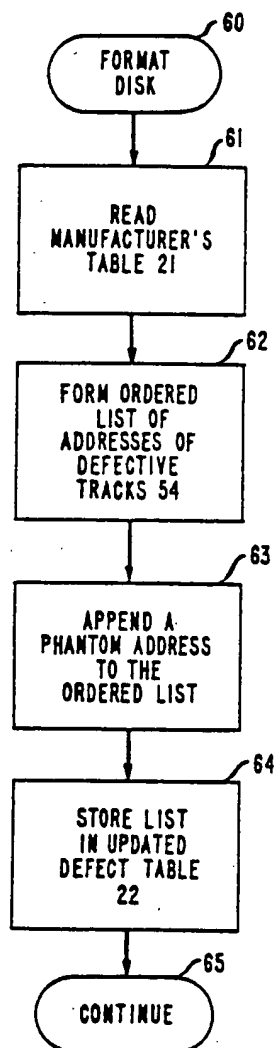 60
FORMAT
DISK
61
READ
MANUFACTURER'S
TABLE 21
62
FORM ORDERED
LIST OF
ADDRESSES OF
DEFECTIVE
TRACKS 54
63
APPEND A
PHANTOM ADDRESS
TO THE
ORDERED LIST
64
STORE LIST
IN UPDATED
DEFECT TABLE
22
65
CONTINUE